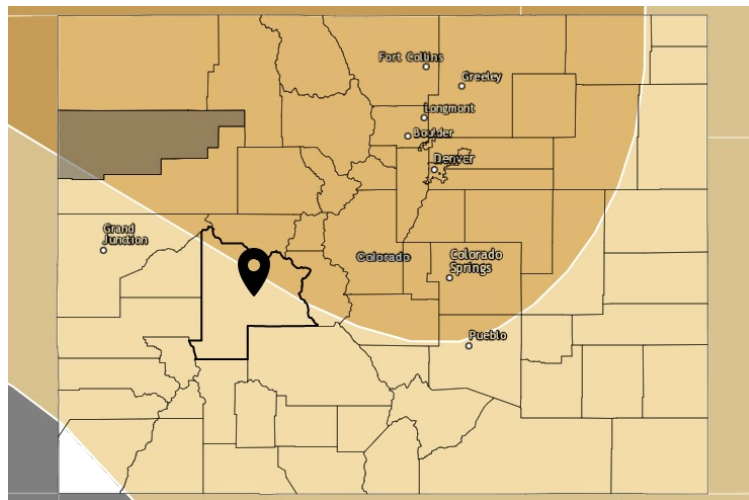 Fort Collins
Greeley
Longmont
Boulder
Denver
Grand
Junction
Colorado
Colorado
Springs
Pueblo